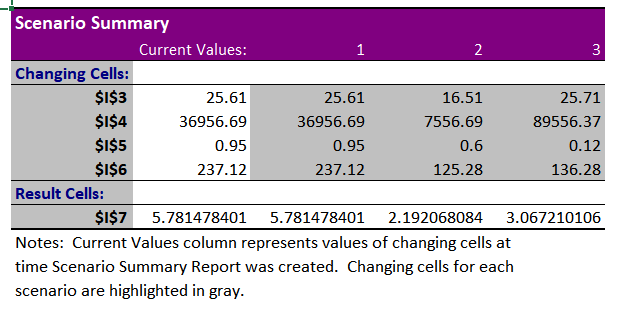 Scenario Summary
Current Values: 1 2 3
Changing Cells:
$I$3 25.61 25.61 16.51 25.71
$I$4 36956.69 36956.69 7556.69 89556.37
$I$5 0.95 0.95 0.6 0.12
$I$6 237.12 237.12 125.28 136.28
Result Cells:
$I$7 5.781478401 5.781478401 2.192068084 3.067210106
Notes: Current Values column represents values of changing cells at
time Scenario Summary Report was created. Changing cells for each
scenario are highlighted in gray.